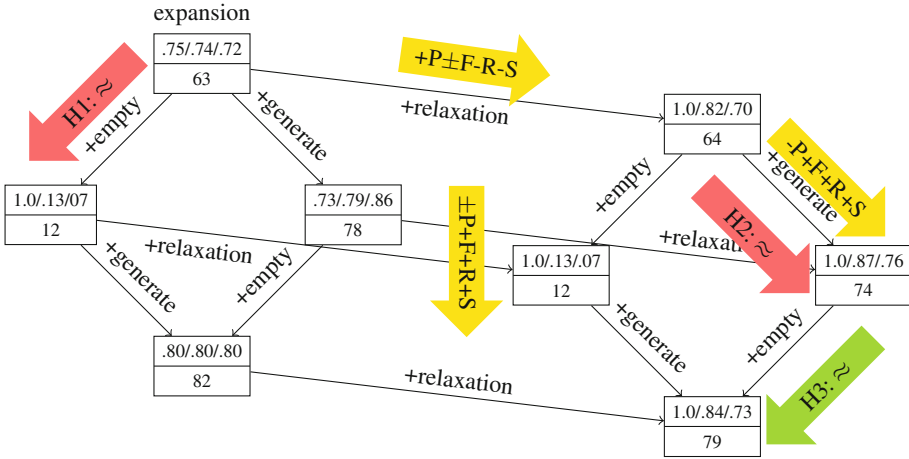 expansion
.75/.74/.72
63
+P±F-R-S
+relaxation
H1: ≈
+empty
+generate
1.0/.82/.70
64
-P+F+R+S
+generate
+empty
H2: ≈
1.0/.13/07
12
.73/.79/.86
78
±P+F+R+S
+relaxation
+relaxation
+generate
+empty
1.0/.13/.07
12
1.0/.87/.76
74
.80/.80/.80
82
+generate
+empty
+relaxation
H3: ≈
1.0/.84/.73
79